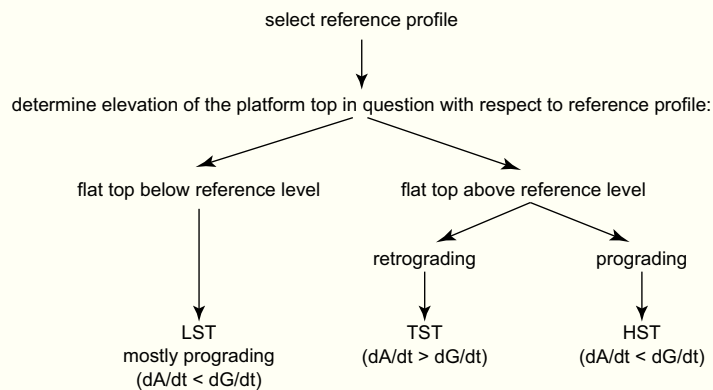 select reference profile
determine elevation of the platform top in question with respect to reference profile:
flat top below reference level
flat top above reference level
retrograding
prograding
LST
mostly prograding
(dA/dt < dG/dt)
TST
(dA/dt > dG/dt)
HST
(dA/dt < dG/dt)